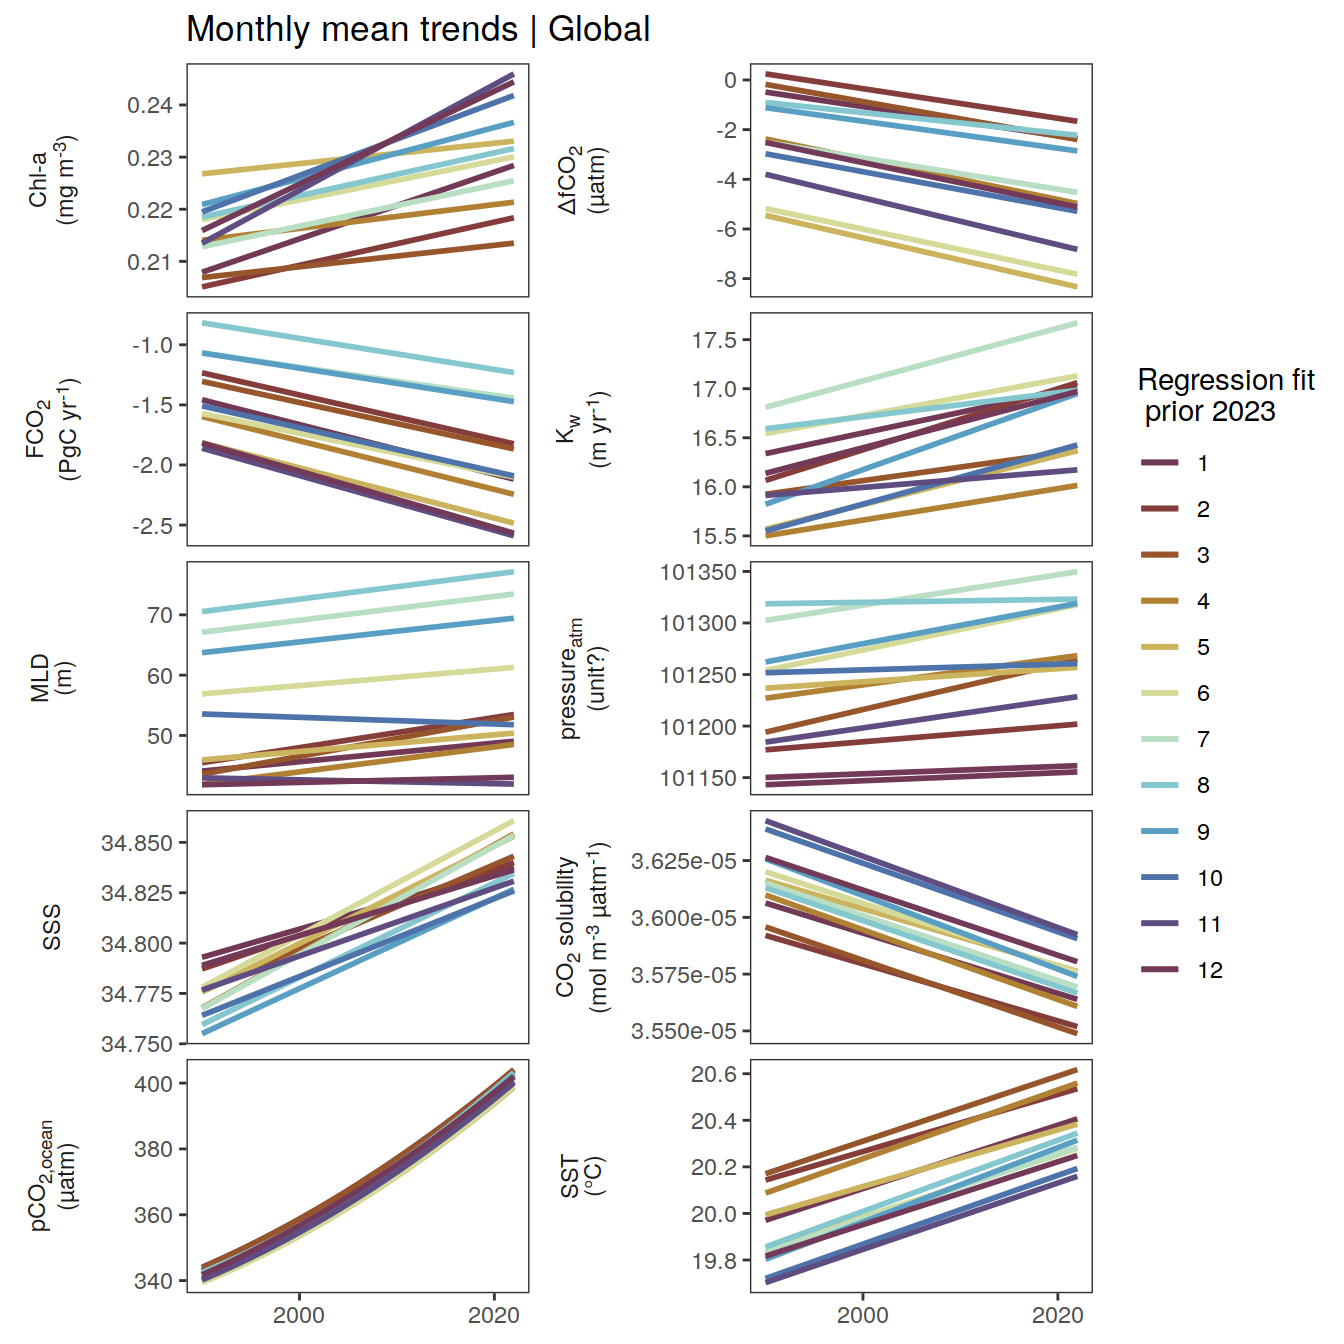 Monthly mean trends | Global
Chl-a
(mg m⁻³)
0.24
0.23
0.22
0.21
ΔfCO₂
(µatm)
0
-2
-4
-6
-8
FCO₂
(PgC yr⁻¹)
-1.0
-1.5
-2.0
-2.5
K_w
(m yr⁻¹)
17.5
17.0
16.5
16.0
15.5
MLD
(m)
70
60
50
pressure_atm
(unit?)
101350
101300
101250
101200
101150
SSS
34.850
34.825
34.800
34.775
34.750
CO₂ solubility
(mol m⁻³ µatm⁻¹)
3.625e-05
3.600e-05
3.575e-05
3.550e-05
pCO₂,ocean
(µatm)
400
380
360
340
2000
2020
SST
(°C)
20.6
20.4
20.2
20.0
19.8
2000
2020
Regression fit
prior 2023
1
2
3
4
5
6
7
8
9
10
11
12